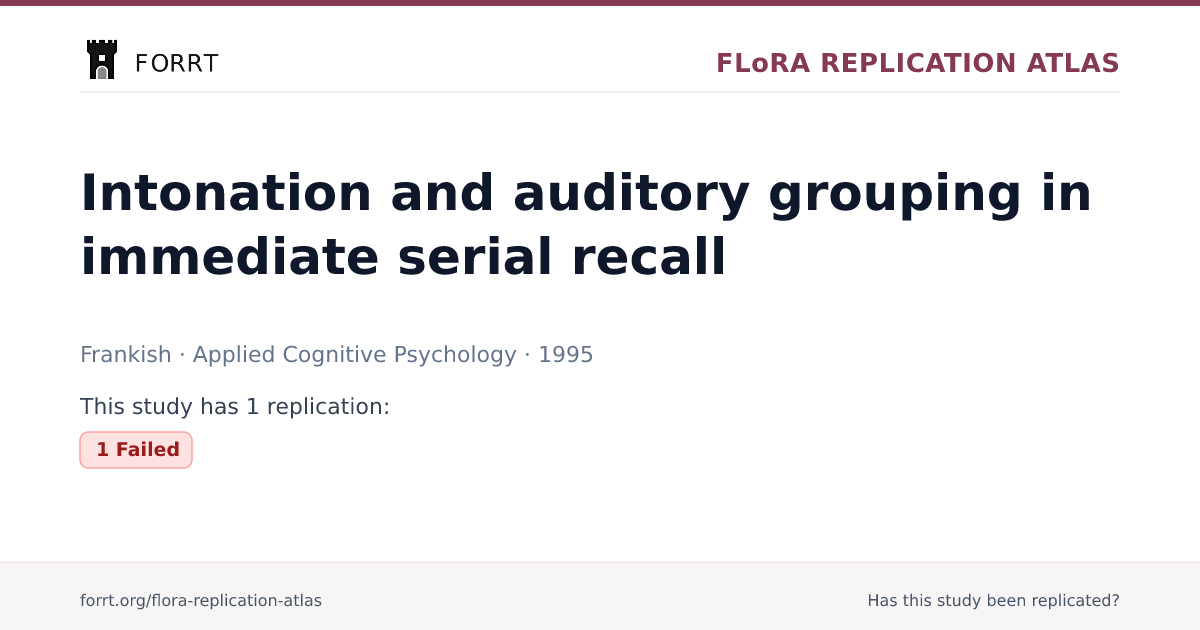 FORRT
FLoRA REPLICATION ATLAS
Intonation and auditory grouping in
immediate serial recall
Frankish · Applied Cognitive Psychology · 1995
This study has 1 replication:
1 Failed
forrt.org/flora-replication-atlas
Has this study been replicated?